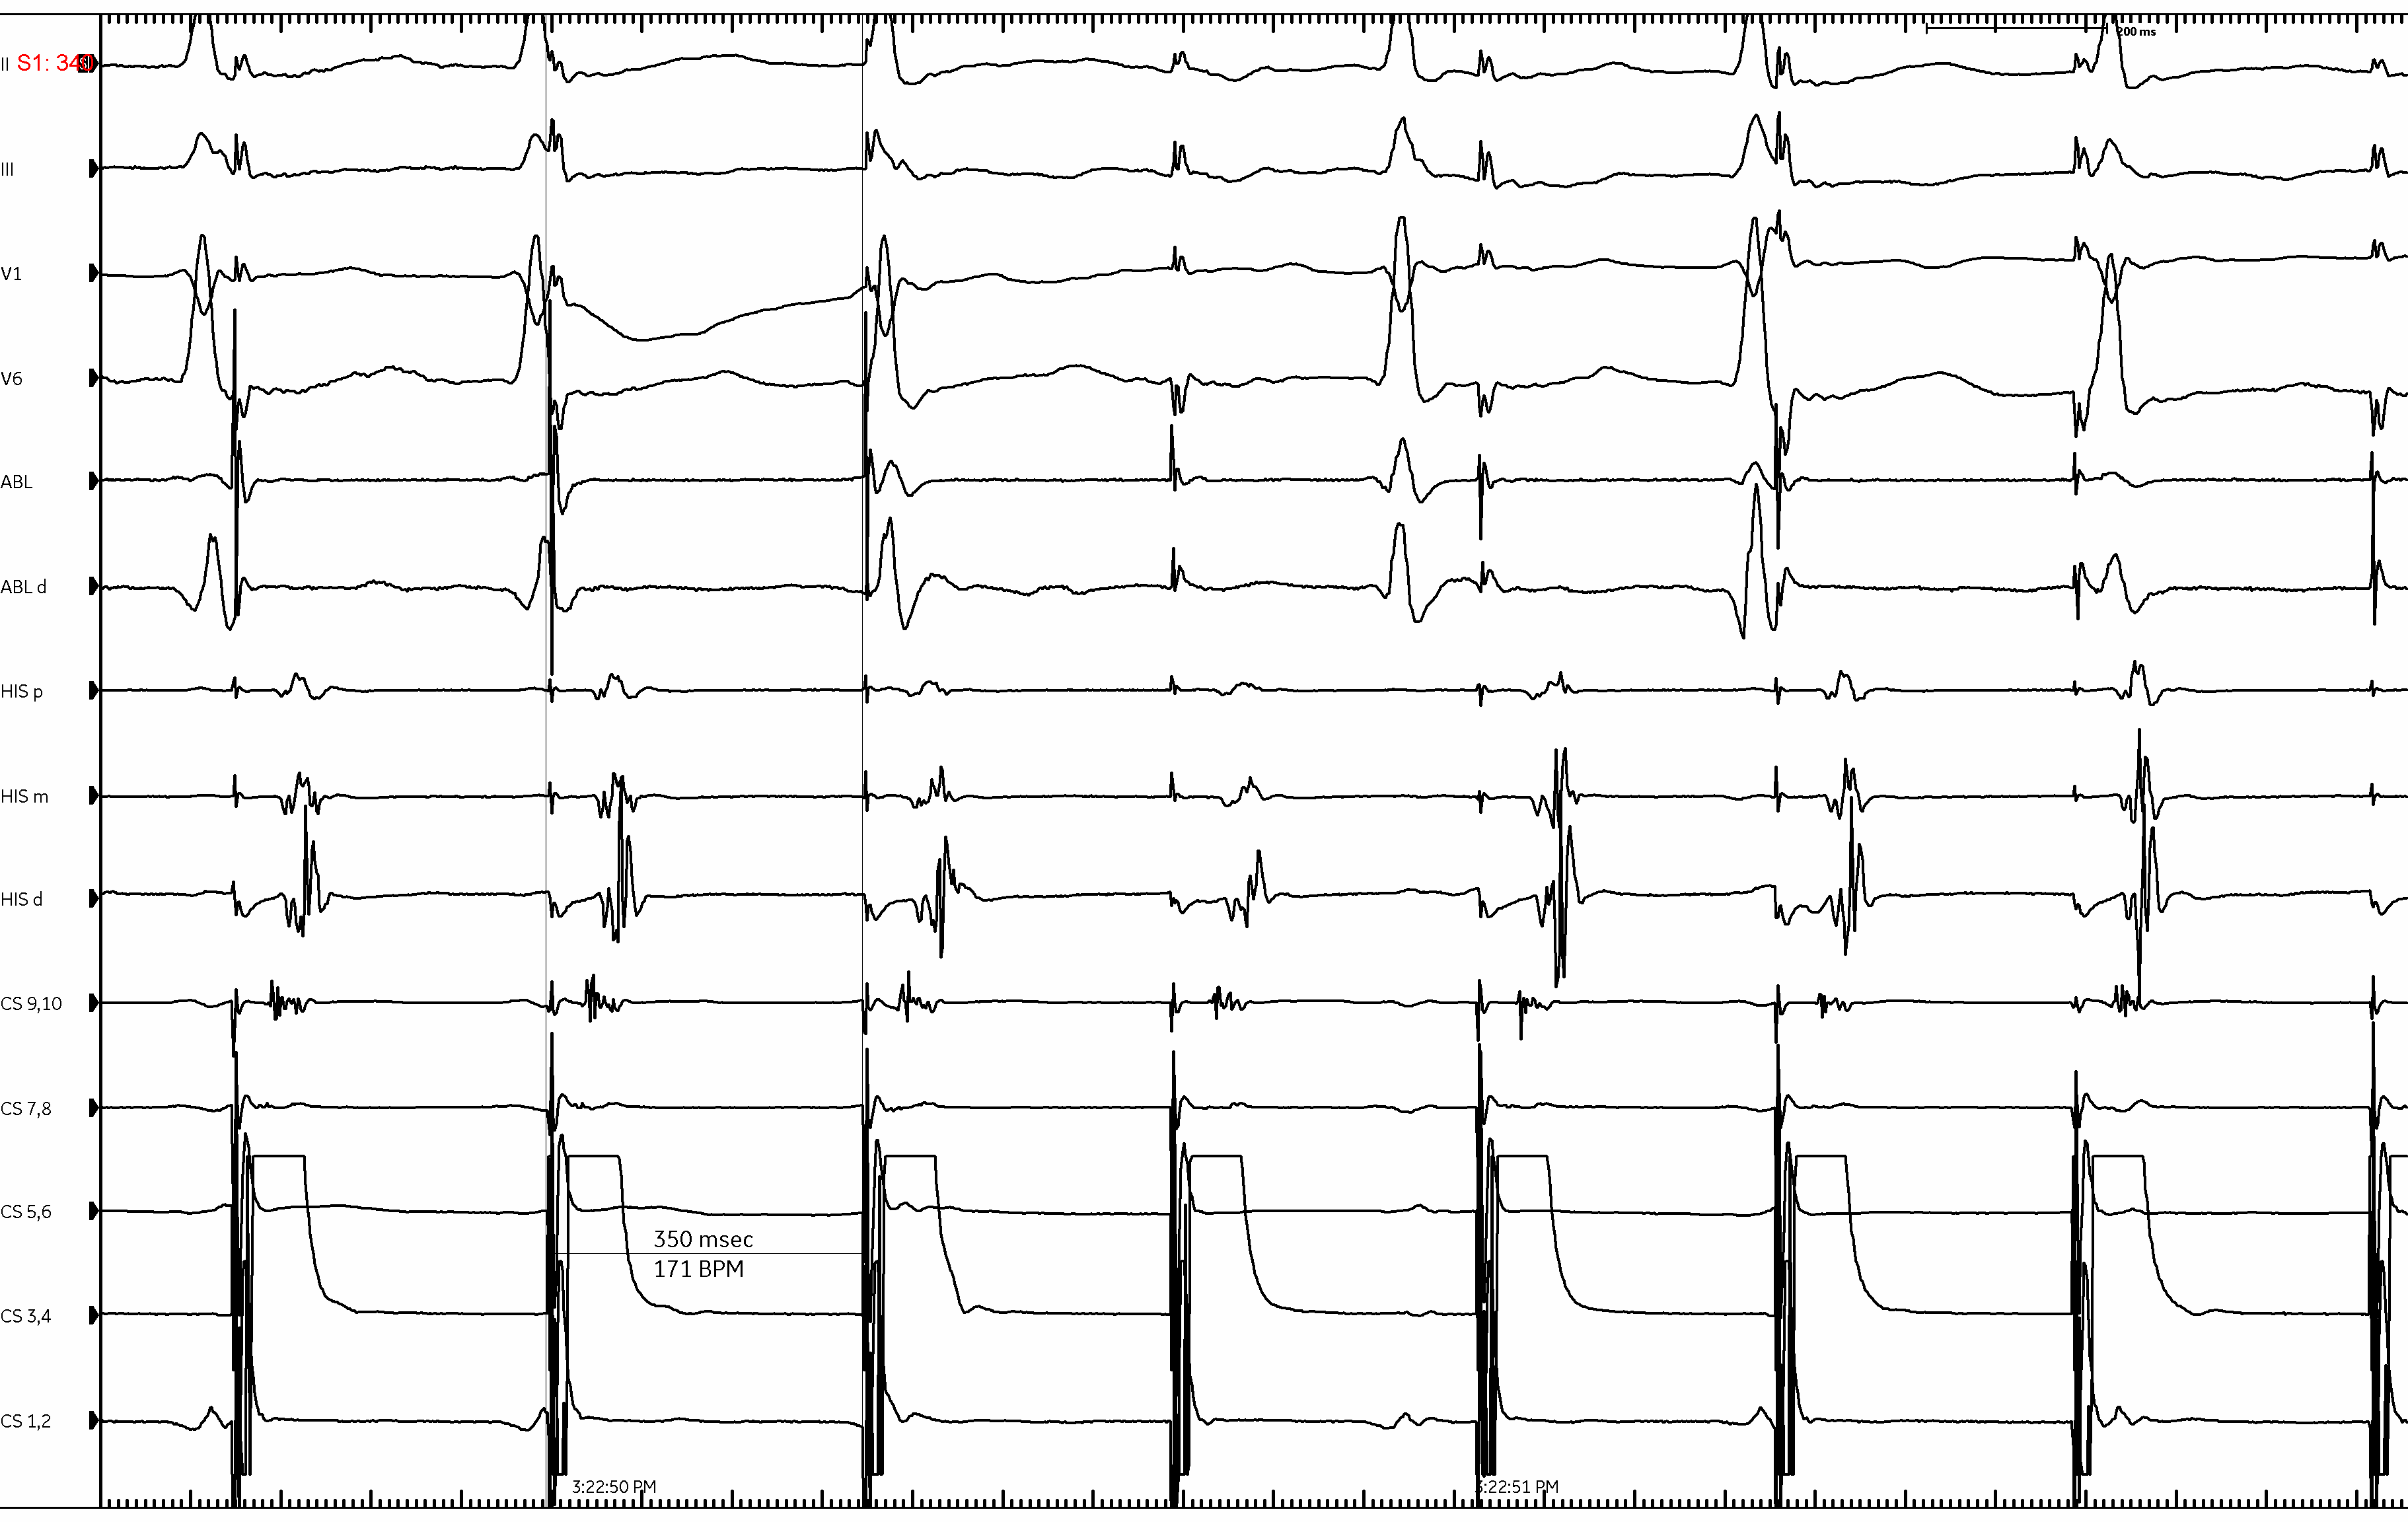 200 ms
II S1: 340
III
V1
V6
ABL
ABL d
HIS p
HIS m
HIS d
CS 9,10
CS 7,8
CS 5,6
350 msec
171 BPM
CS 3,4
CS 1,2
3:22:50 PM 3:22:51 PM